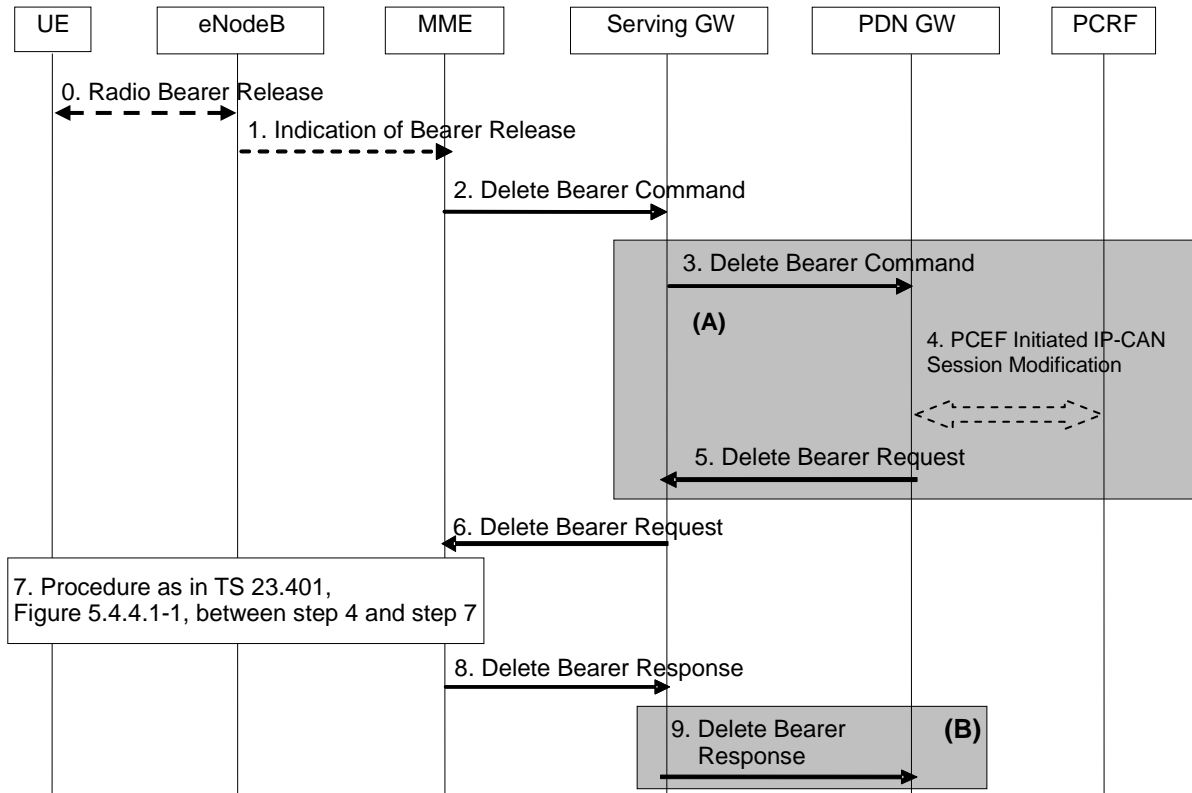 UE
eNodeB
MME
Serving GW
PDN GW
PCRF
0. Radio Bearer Release
1. Indication of Bearer Release
2. Delete Bearer Command
3. Delete Bearer Command
(A)
4. PCEF Initiated IP-CAN
Session Modification
5. Delete Bearer Request
6. Delete Bearer Request
7. Procedure as in TS 23.401,
Figure 5.4.4.1-1, between step 4 and step 7
8. Delete Bearer Response
9. Delete Bearer
Response
(B)